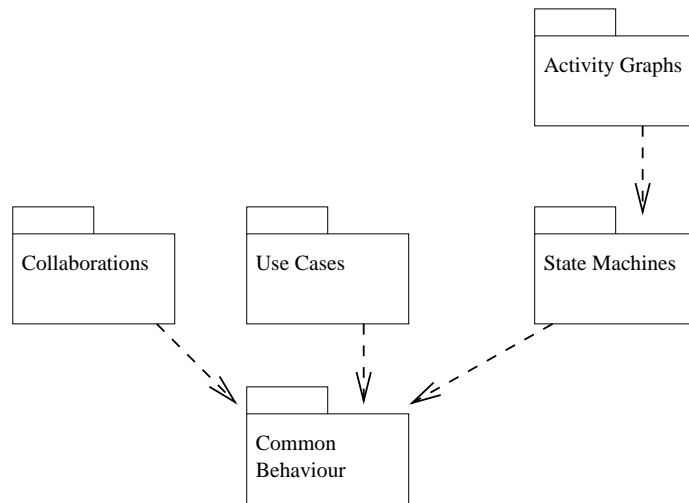 Activity Graphs
Collaborations
Use Cases
State Machines
Common
Behaviour